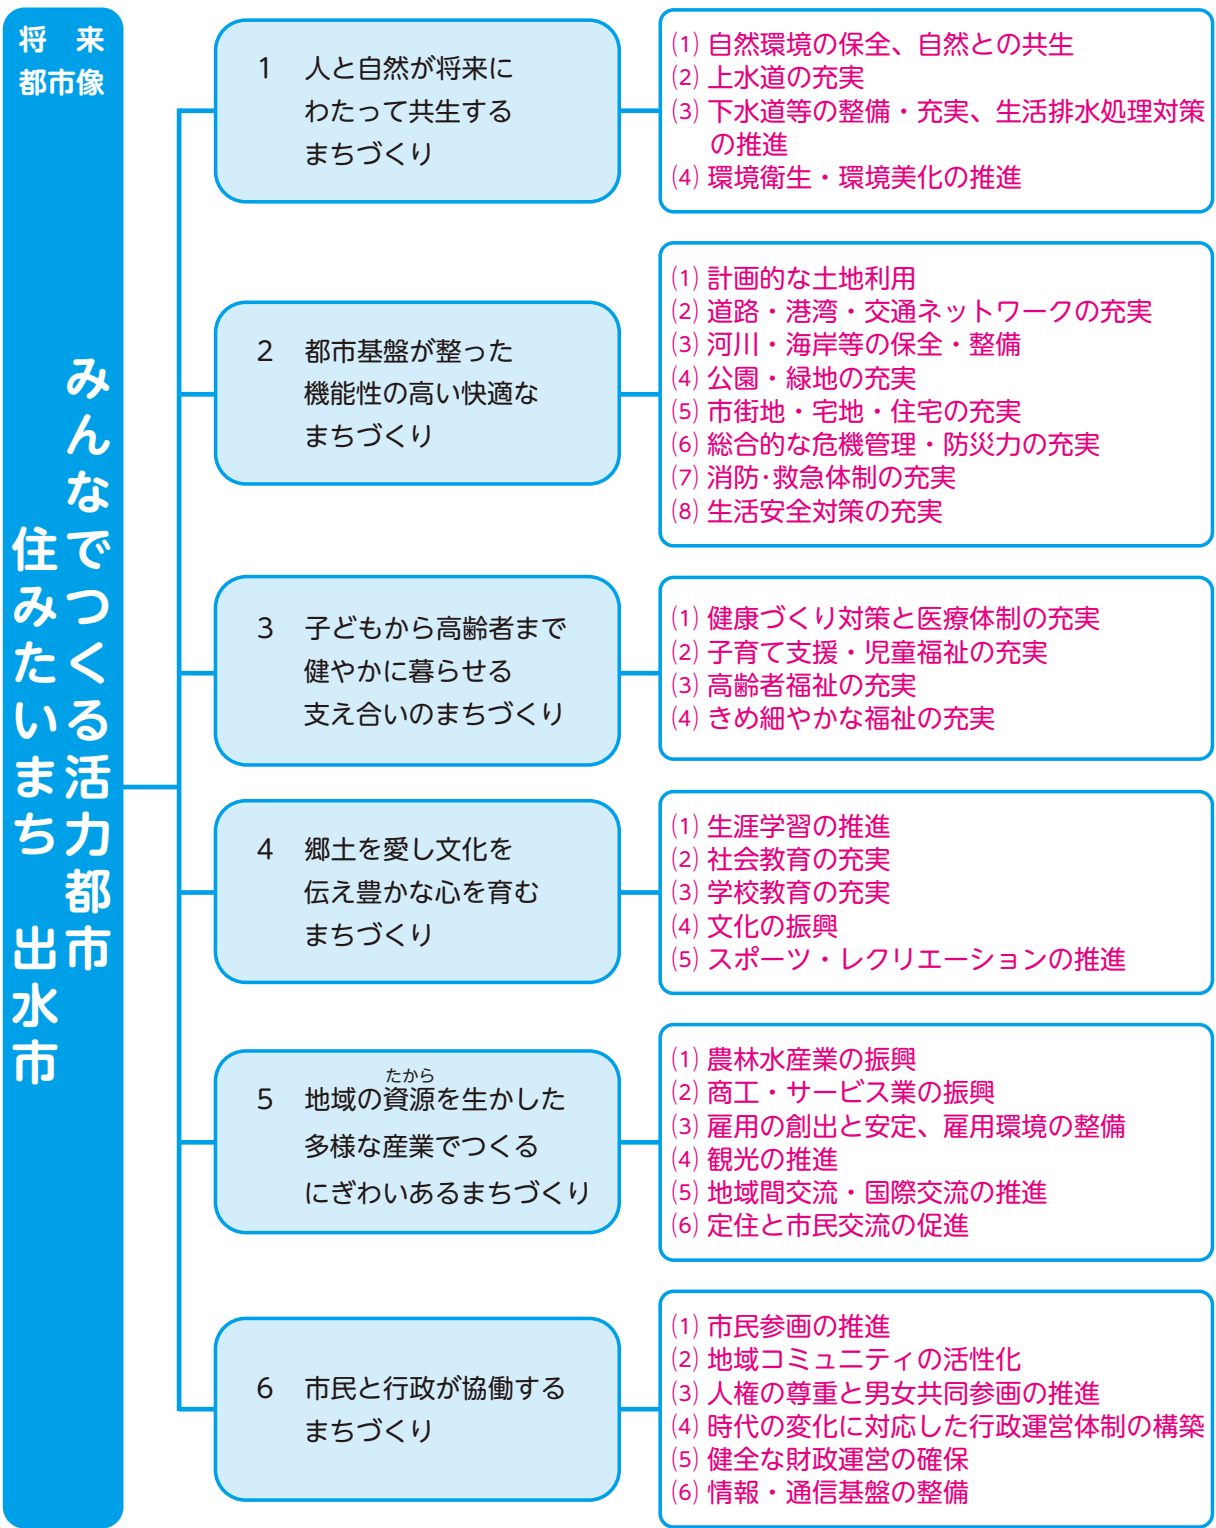 将　来
都市像
みんなでつくる活力都市
住みたいまち　出水市
1　人と自然が将来に
わたって共生する
まちづくり
⑴ 自然環境の保全、自然との共生
⑵ 上水道の充実
⑶ 下水道等の整備・充実、生活排水処理対策
の推進
⑷ 環境衛生・環境美化の推進
2　都市基盤が整った
機能性の高い快適な
まちづくり
⑴ 計画的な土地利用
⑵ 道路・港湾・交通ネットワークの充実
⑶ 河川・海岸等の保全・整備
⑷ 公園・緑地の充実
⑸ 市街地・宅地・住宅の充実
⑹ 総合的な危機管理・防災力の充実
⑺ 消防･救急体制の充実
⑻ 生活安全対策の充実
3　子どもから高齢者まで
健やかに暮らせる
支え合いのまちづくり
⑴ 健康づくり対策と医療体制の充実
⑵ 子育て支援・児童福祉の充実
⑶ 高齢者福祉の充実
⑷ きめ細やかな福祉の充実
4　郷土を愛し文化を
伝え豊かな心を育む
まちづくり
⑴ 生涯学習の推進
⑵ 社会教育の充実
⑶ 学校教育の充実
⑷ 文化の振興
⑸ スポーツ・レクリエーションの推進
たから
5　地域の資源を生かした
多様な産業でつくる
にぎわいあるまちづくり
⑴ 農林水産業の振興
⑵ 商工・サービス業の振興
⑶ 雇用の創出と安定、雇用環境の整備
⑷ 観光の推進
⑸ 地域間交流・国際交流の推進
⑹ 定住と市民交流の促進
6　市民と行政が協働する
まちづくり
⑴ 市民参画の推進
⑵ 地域コミュニティの活性化
⑶ 人権の尊重と男女共同参画の推進
⑷ 時代の変化に対応した行政運営体制の構築
⑸ 健全な財政運営の確保
⑹ 情報・通信基盤の整備